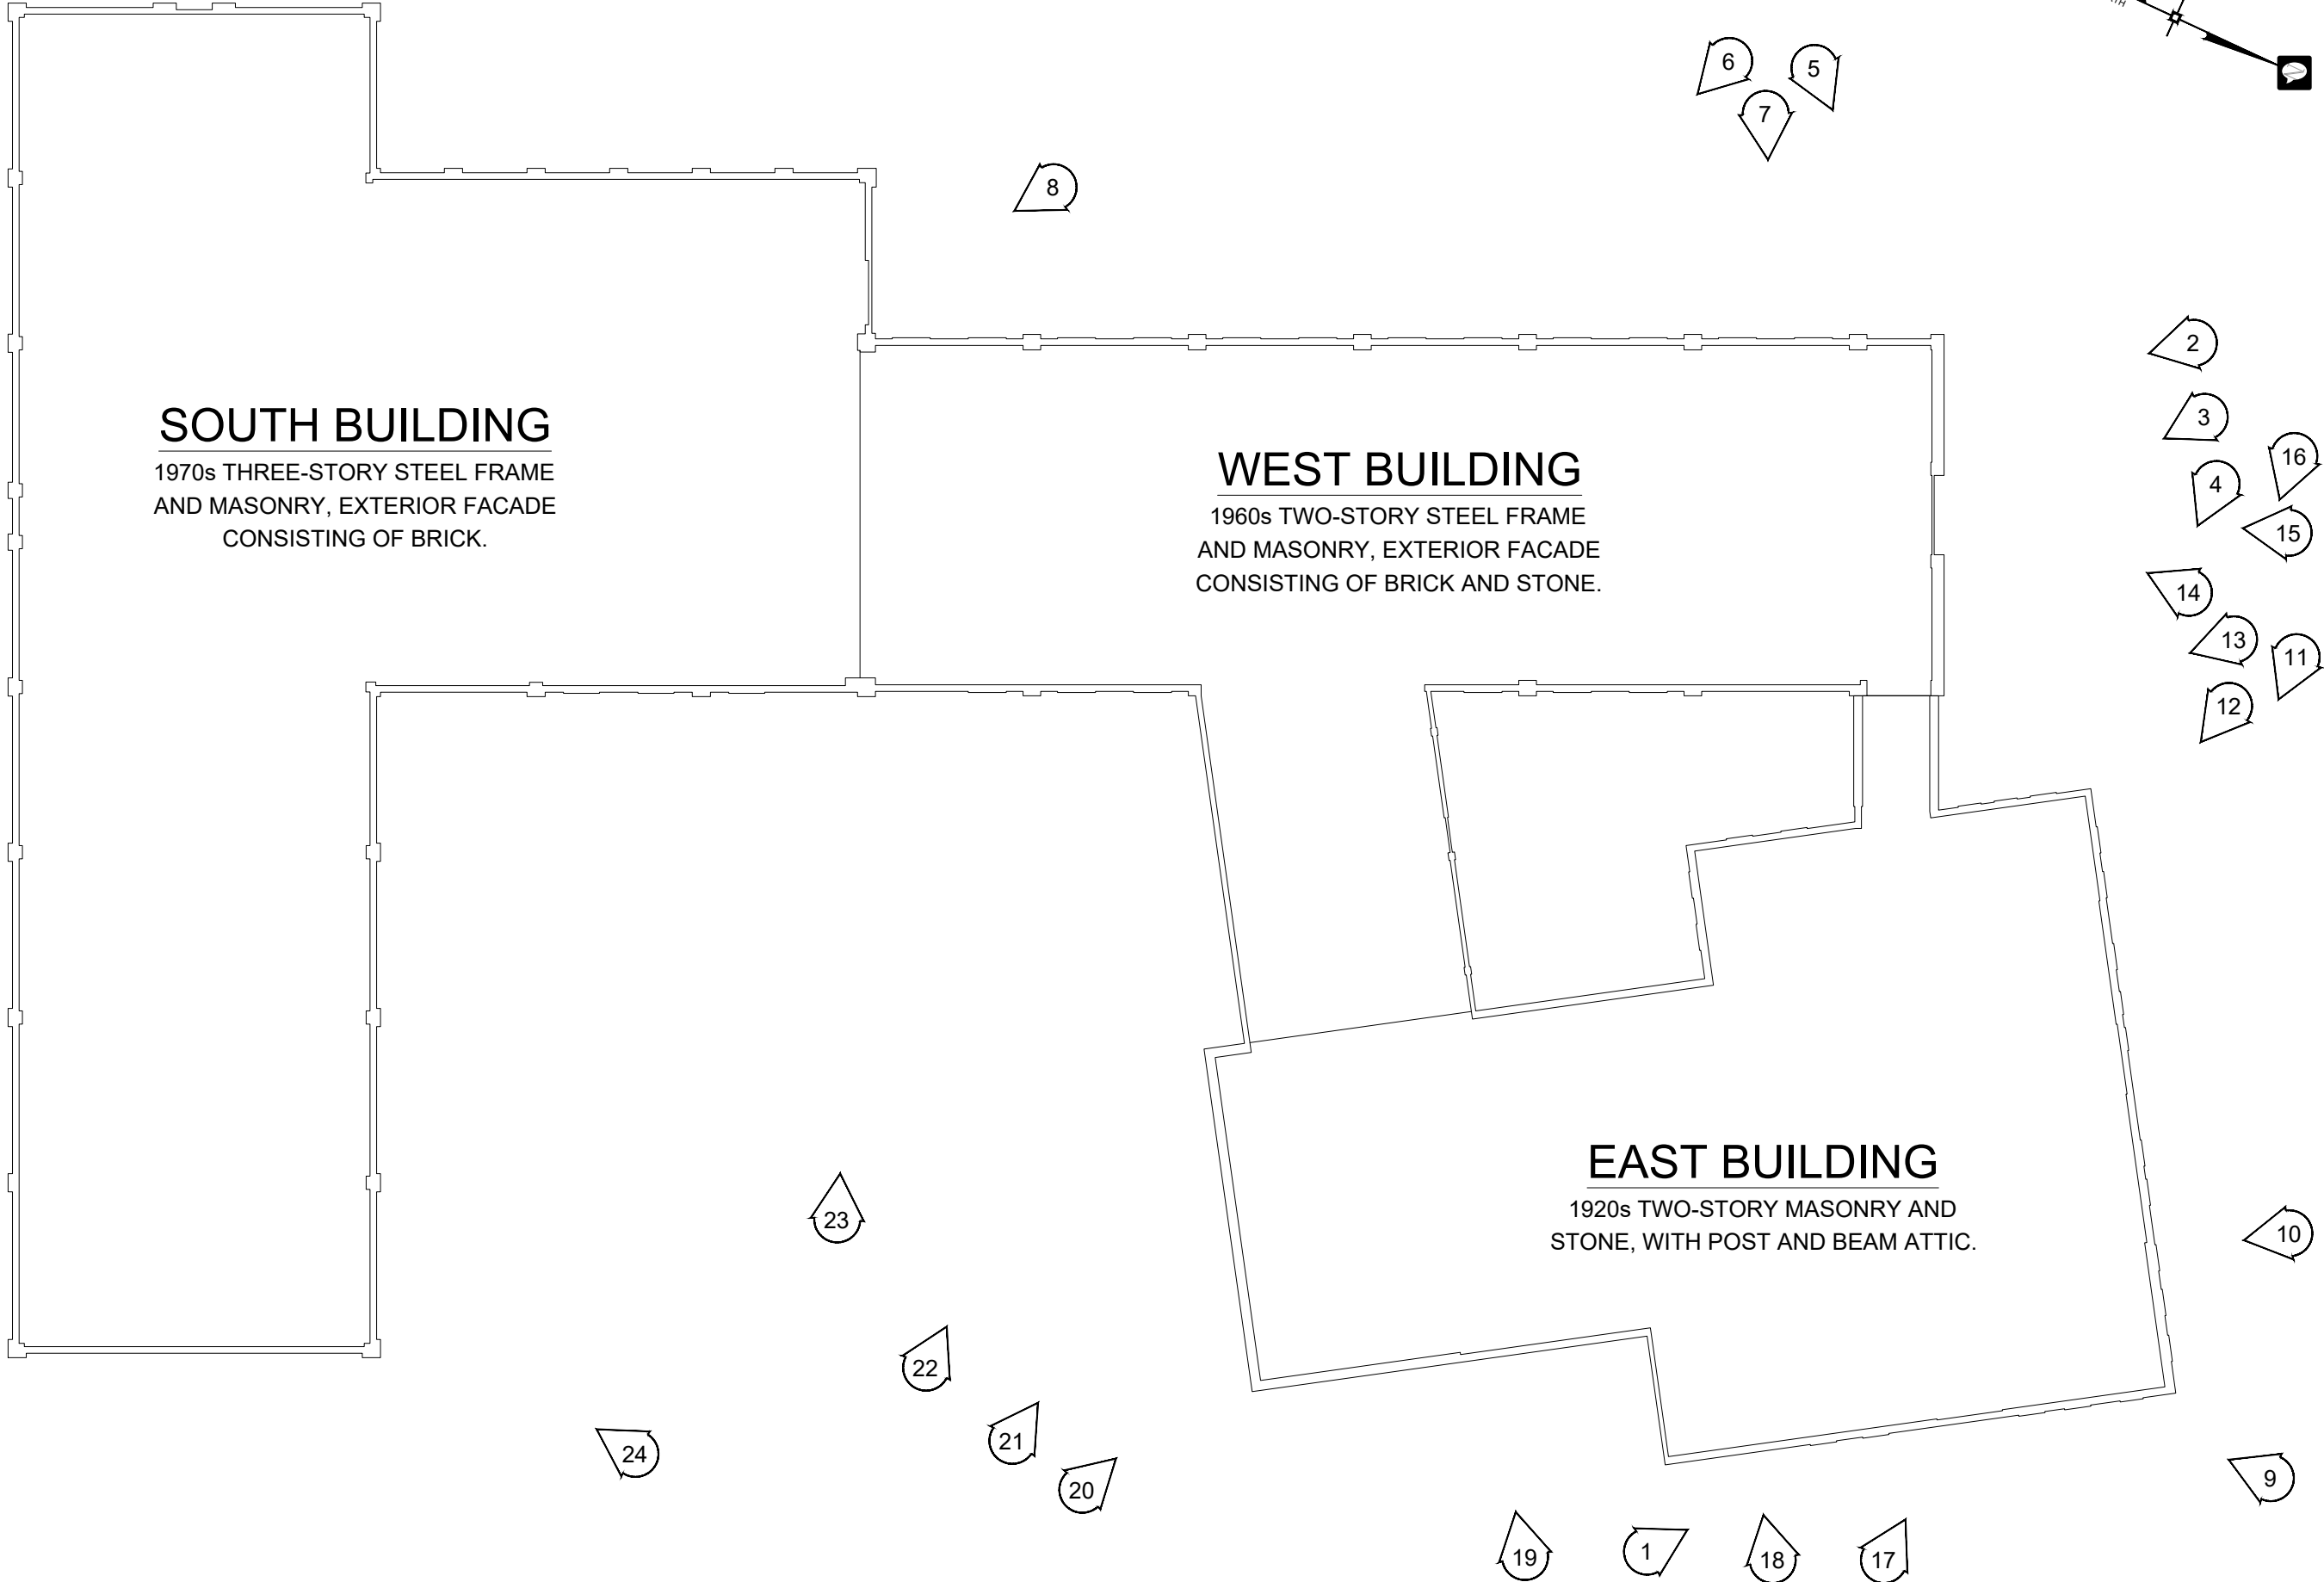 6
5
7
8
2
3
16
4
15
14
13
11
12
SOUTH BUILDING
1970s THREE-STORY STEEL FRAME
AND MASONRY, EXTERIOR FACADE
CONSISTING OF BRICK.
WEST BUILDING
1960s TWO-STORY STEEL FRAME
AND MASONRY, EXTERIOR FACADE
CONSISTING OF BRICK AND STONE.
EAST BUILDING
1920s TWO-STORY MASONRY AND
STONE, WITH POST AND BEAM ATTIC.
23
10
22
21
24
20
9
19
1
18
17